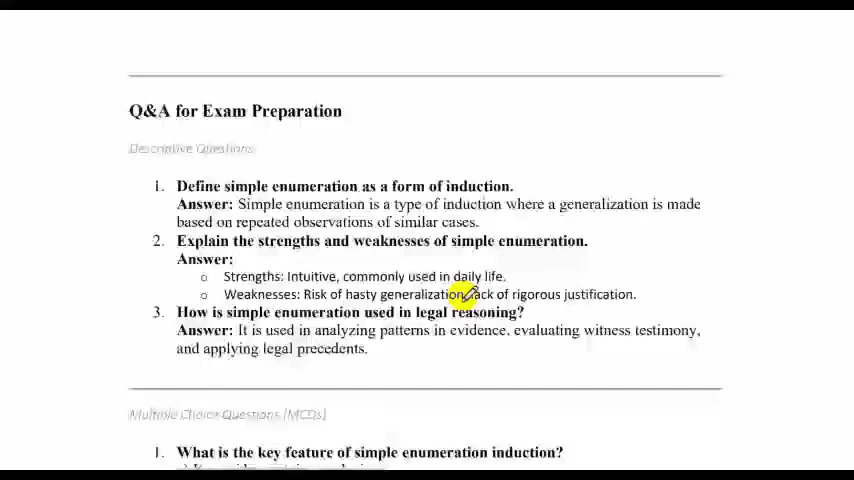 Q&A for Exam Preparation
Descriptive Questions
1. Define simple enumeration as a form of induction.
Answer: Simple enumeration is a type of induction where a generalization is made
based on repeated observations of similar cases.
2. Explain the strengths and weaknesses of simple enumeration.
Answer:
o Strengths: Intuitive, commonly used in daily life.
o Weaknesses: Risk of hasty generalization, lack of rigorous justification.
3. How is simple enumeration used in legal reasoning?
Answer: It is used in analyzing patterns in evidence, evaluating witness testimony,
and applying legal precedents.
Multiple Choice Questions (MCQs)
1. What is the key feature of simple enumeration induction?